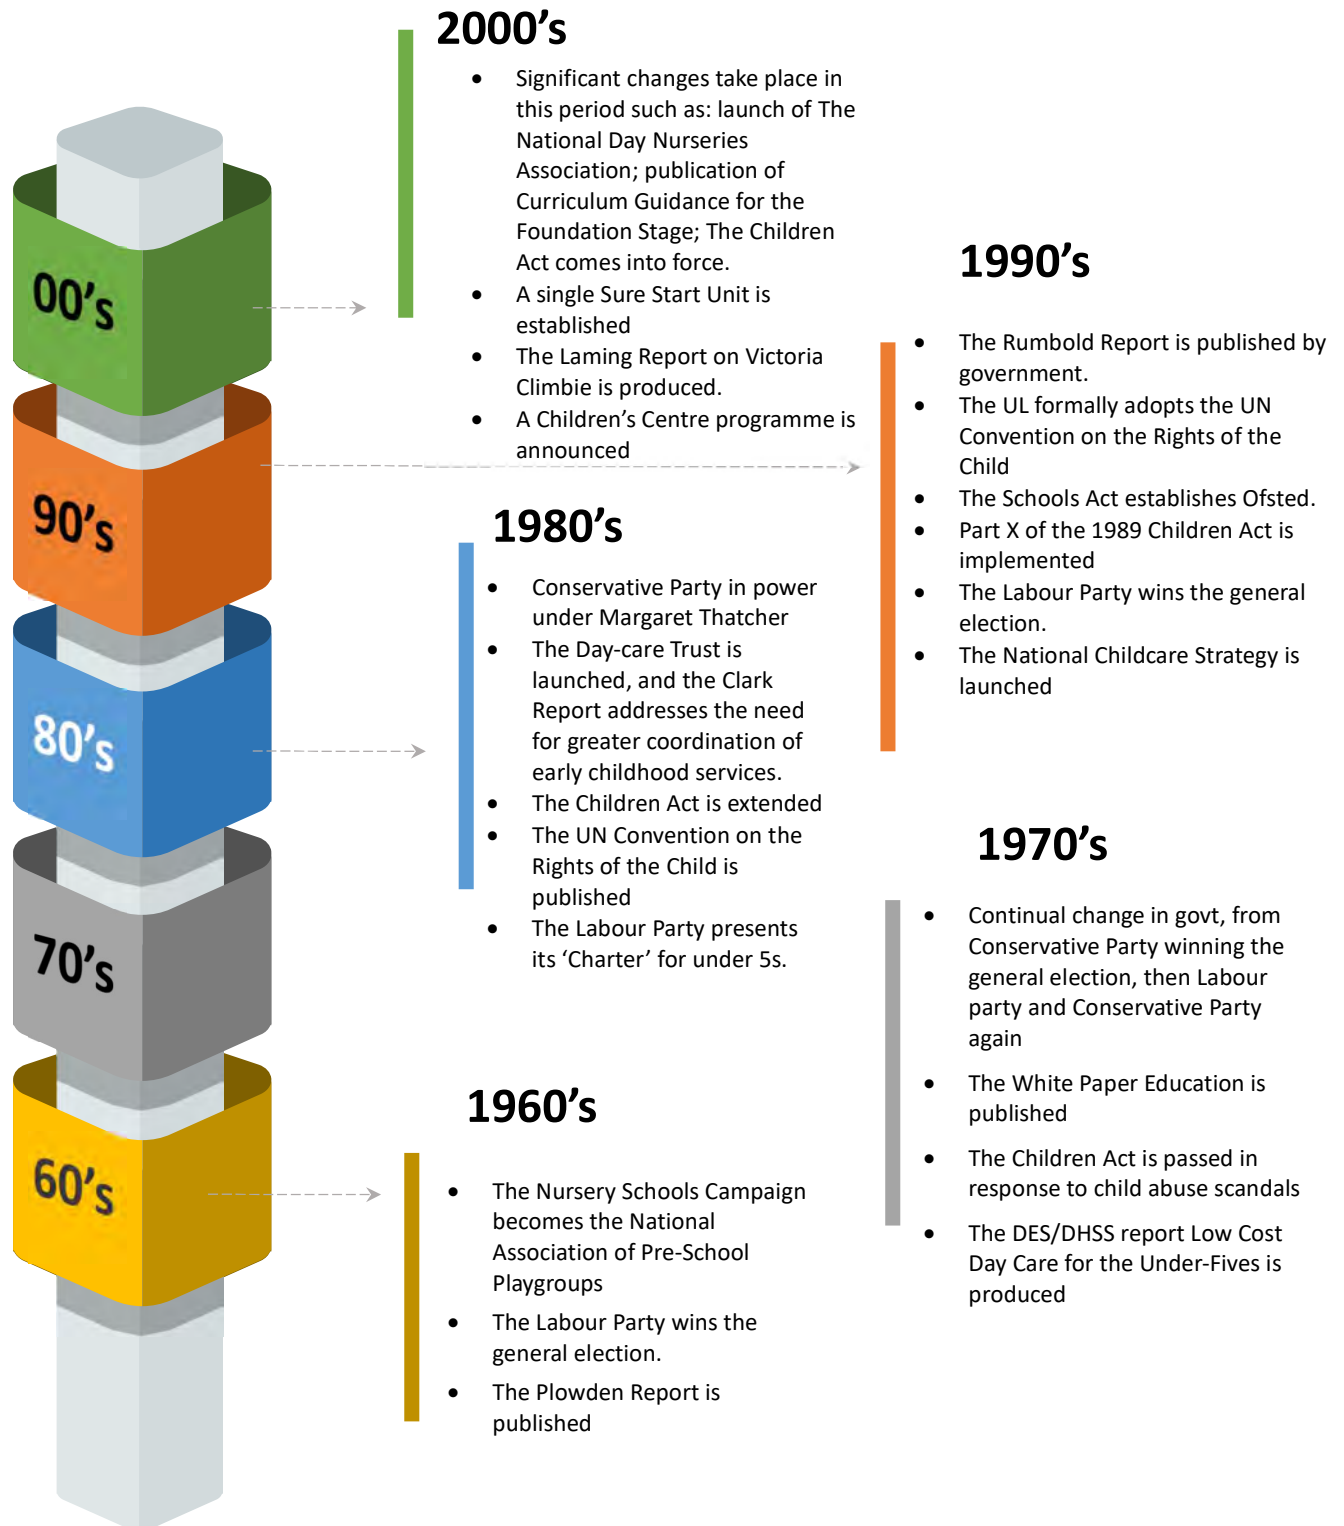 2000's
• Significant changes take place in
this period such as: launch of The
National Day Nurseries
Association; publication of
Curriculum Guidance for the
Foundation Stage; The Children
Act comes into force.
• A single Sure Start Unit is
established
• The Laming Report on Victoria
Climbie is produced.
• A Children's Centre programme is
announced
00's
1990's
• The Rumbold Report is published by
government.
• The UL formally adopts the UN
Convention on the Rights of the
Child
• The Schools Act establishes Ofsted.
• Part X of the 1989 Children Act is
implemented
• The Labour Party wins the general
election.
• The National Childcare Strategy is
launched
90's
1980's
• Conservative Party in power
under Margaret Thatcher
• The Day-care Trust is
launched, and the Clark
Report addresses the need
for greater coordination of
early childhood services.
• The Children Act is extended
• The UN Convention on the
Rights of the Child is
published
• The Labour Party presents
its ‘Charter’ for under 5s.
80's
1970's
• Continual change in govt, from
Conservative Party winning the
general election, then Labour
party and Conservative Party
again
• The White Paper Education is
published
• The Children Act is passed in
response to child abuse scandals
• The DES/DHSS report Low Cost
Day Care for the Under-Fives is
produced
70's
1960's
• The Nursery Schools Campaign
becomes the National
Association of Pre-School
Playgroups
• The Labour Party wins the
general election.
• The Plowden Report is
published
60's